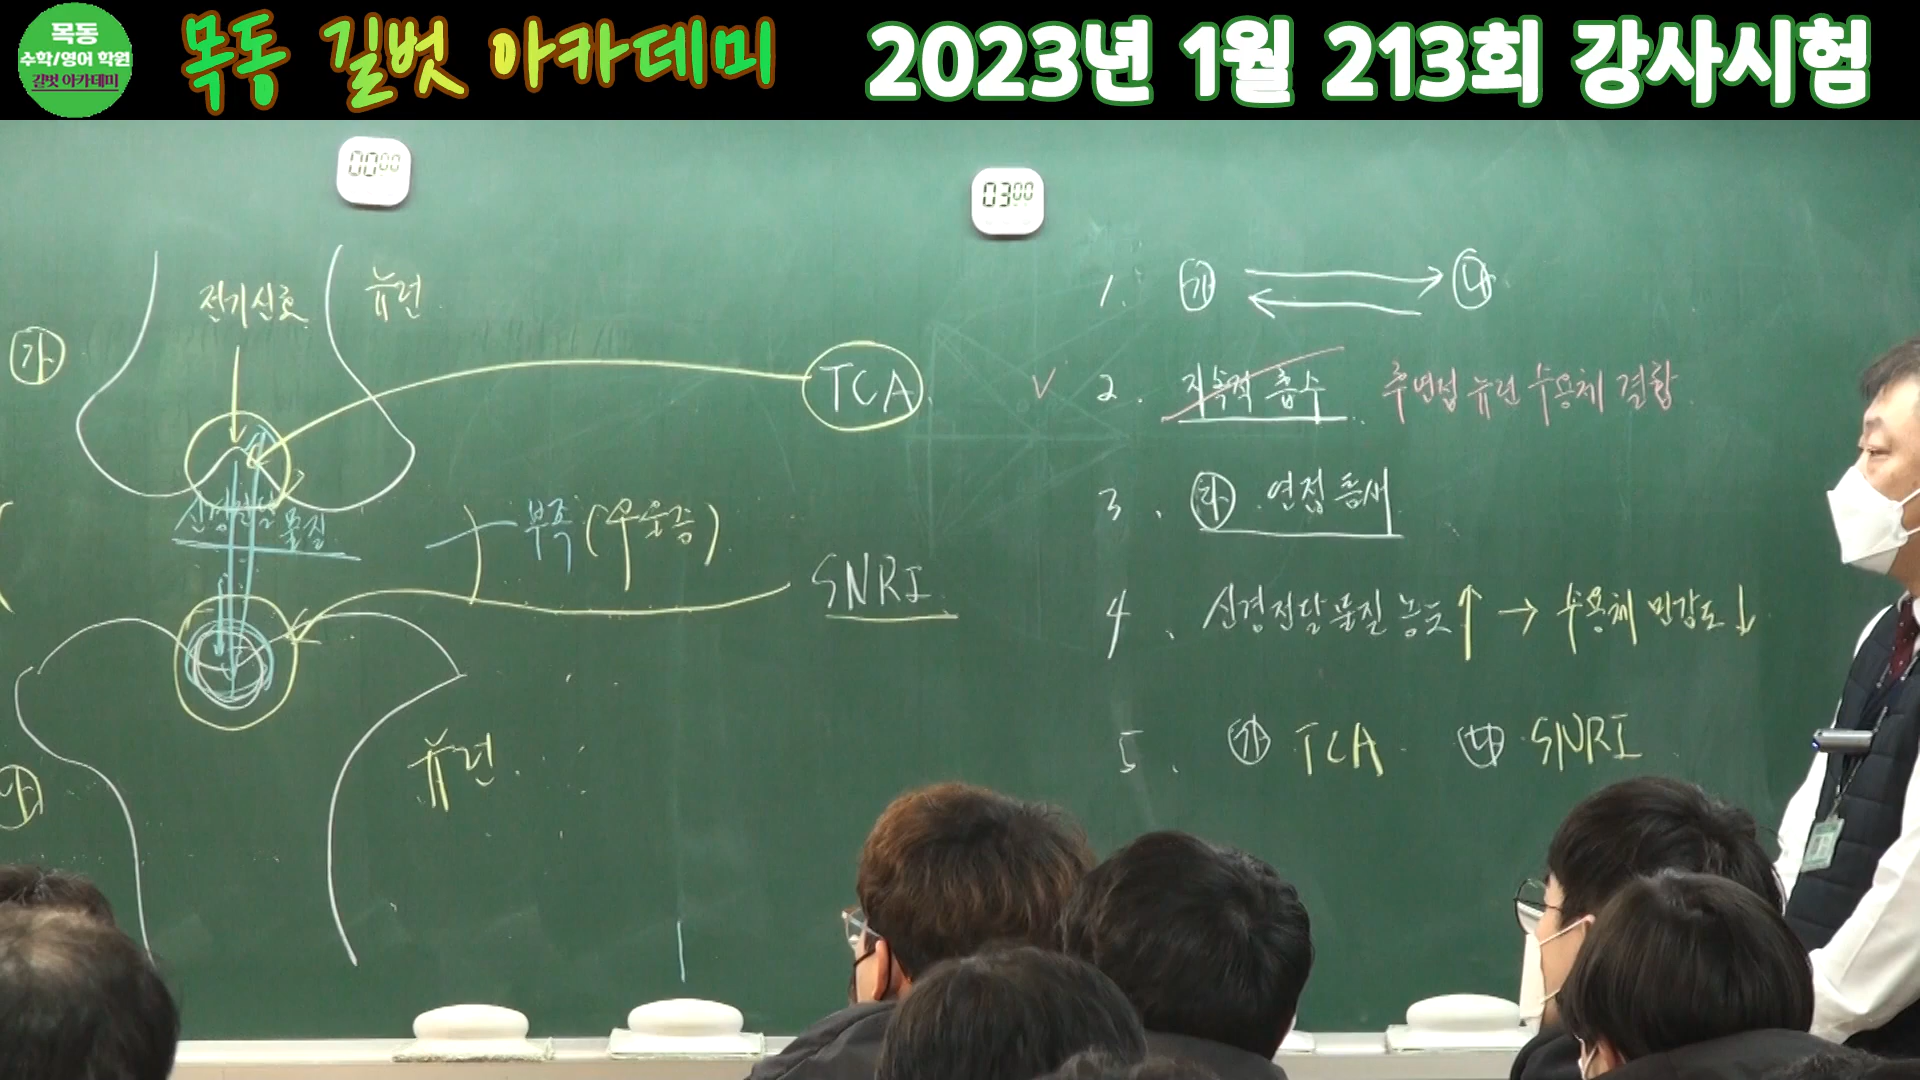 목동
수학/영어 학원
길벗 아카데미
목동 길벗 아카데미
2023년 1월 213회 강사시험
00 00
03 00
전기신호
뉴런
가
TCA
신경전달물질
부족 (우울증)
SNRI
뉴런
나
1. 가 나
✓ 2. 지속적 흡수 후연접 뉴런 수용체 결합
3. 연접틈새
4. 신경전달물질 농도↑ → 수용체 민감도↓
5. 가 TCA 나 SNRI